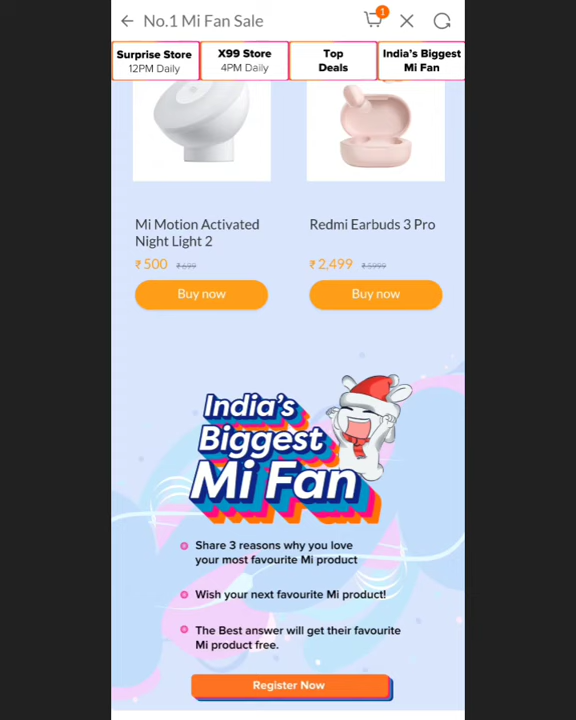 No.1 Mi Fan Sale
1
Surprise Store
12PM Daily
X99 Store
4PM Daily
Top
Deals
India's Biggest
Mi Fan
Mi Motion Activated
Night Light 2
₹ 500 ₹ 699
Buy now
Redmi Earbuds 3 Pro
₹ 2,499 ₹ 5999
Buy now
India's
Biggest
Mi Fan
Share 3 reasons why you love
your most favourite Mi product
Wish your next favourite Mi product!
The Best answer will get their favourite
Mi product free.
Register Now